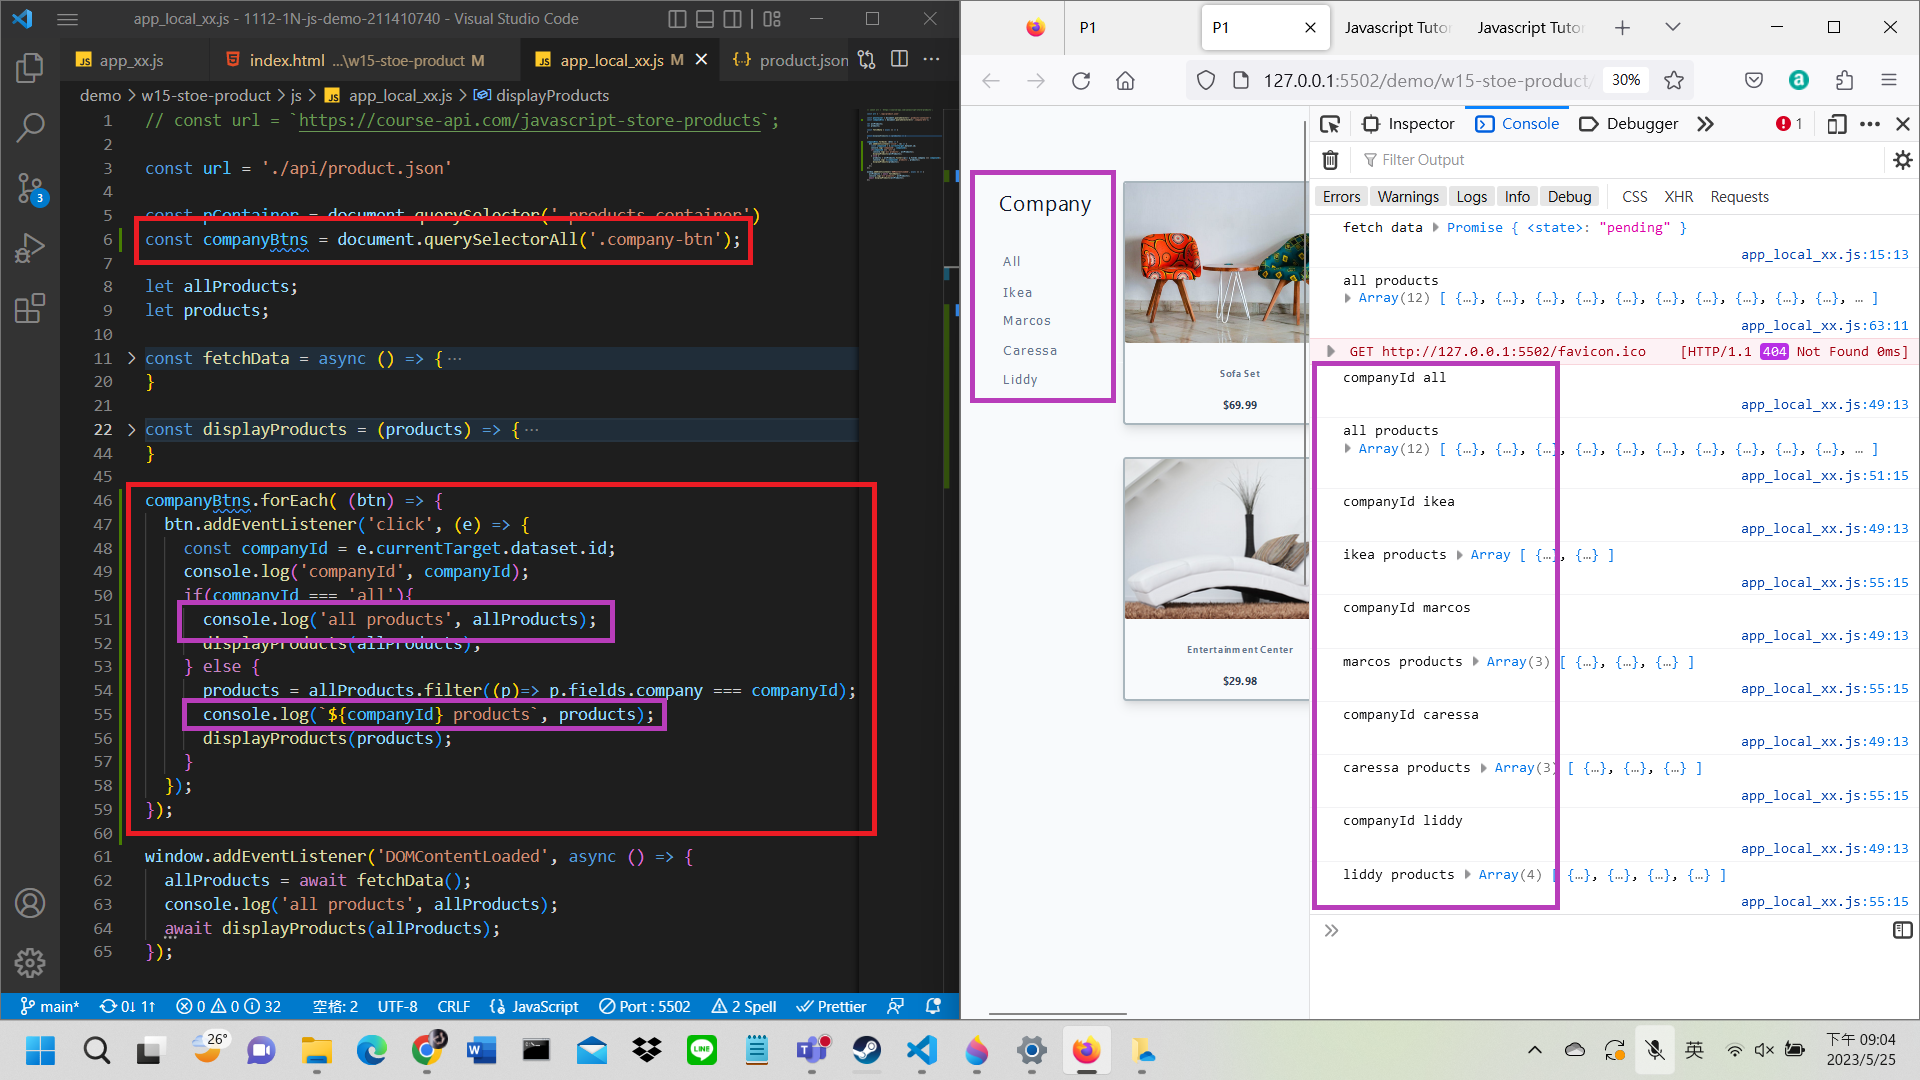 app_local_xx.js - 1112-1N-js-demo-211410740 - Visual Studio Code
app_xx.js
index.html ...\w15-stoe-product M
app_local_xx.js M
product.json
demo > w15-stoe-product > js > app_local_xx.js > displayProducts
1 // const url = `https://course-api.com/javascript-store-products`;
2
3 const url = './api/product.json'
4
5 const pContainer = document.querySelector('.products-container')
6 const companyBtns = document.querySelectorAll('.company-btn');
7
8 let allProducts;
9 let products;
10
11 const fetchData = async () => { ...
20 }
21
22 const displayProducts = (products) => { ...
44 }
45
46 companyBtns.forEach( (btn) => {
47 btn.addEventListener('click', (e) => {
48 const companyId = e.currentTarget.dataset.id;
49 console.log('companyId', companyId);
50 if(companyId === 'all'){
51 console.log('all products', allProducts);
52 displayProducts(allProducts);
53 } else {
54 products = allProducts.filter((p)=> p.fields.company === companyId);
55 console.log(`${companyId} products`, products);
56 displayProducts(products);
57 }
58 });
59 });
60
61 window.addEventListener('DOMContentLoaded', async () => {
62 allProducts = await fetchData();
63 console.log('all products', allProducts);
64 await displayProducts(allProducts);
65 });
3
main* 0↓ 1↑ 0 0 32 空格: 2 UTF-8 CRLF JavaScript Port : 5502 2 Spell Prettier
P1
P1
Javascript Tuto
Javascript Tuto
127.0.0.1:5502/demo/w15-stoe-product/
30%
Company
All
Ikea
Marcos
Caressa
Liddy
Sofa Set
$69.99
Entertainment Center
$29.98
Inspector Console Debugger 1
Filter Output
Errors Warnings Logs Info Debug CSS XHR Requests
fetch data Promise { <state>: "pending" }
app_local_xx.js:15:13
all products
Array(12) [ {…}, {…}, {…}, {…}, {…}, {…}, {…}, {…}, {…}, {…}, … ]
app_local_xx.js:63:11
GET http://127.0.0.1:5502/favicon.ico [HTTP/1.1 404 Not Found 0ms]
companyId all
app_local_xx.js:49:13
all products
Array(12) [ {…}, {…}, {…}, {…}, {…}, {…}, {…}, {…}, {…}, {…}, … ]
app_local_xx.js:51:15
companyId ikea
app_local_xx.js:49:13
ikea products Array [ {…}, {…} ]
app_local_xx.js:55:15
companyId marcos
app_local_xx.js:49:13
marcos products Array(3) [ {…}, {…}, {…} ]
app_local_xx.js:55:15
companyId caressa
app_local_xx.js:49:13
caressa products Array(3) [ {…}, {…}, {…} ]
app_local_xx.js:55:15
companyId liddy
app_local_xx.js:49:13
liddy products Array(4) [ {…}, {…}, {…}, {…} ]
app_local_xx.js:55:15
26°
英
下午 09:04
2023/5/25